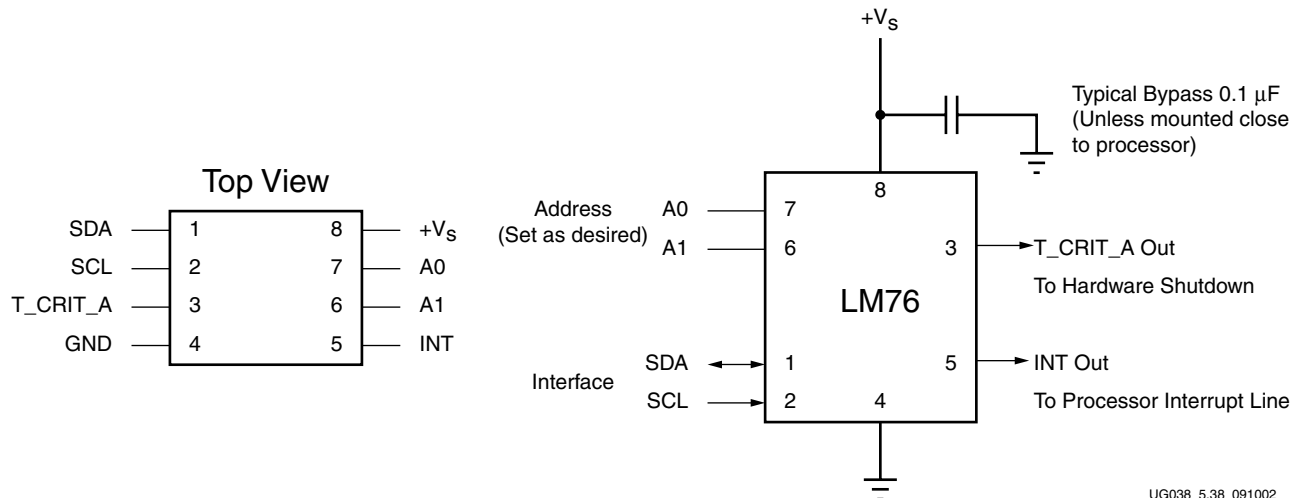 Top View
SDA 1 8 +VS
SCL 2 7 A0
T_CRIT_A 3 6 A1
GND 4 5 INT
+VS
Typical Bypass 0.1 μF
(Unless mounted close
to processor)
8
Address
(Set as desired)
A0 7
A1 6
3 T_CRIT_A Out
To Hardware Shutdown
LM76
Interface
SDA 1
SCL 2
4
5 INT Out
To Processor Interrupt Line
UG038_5.38_091002